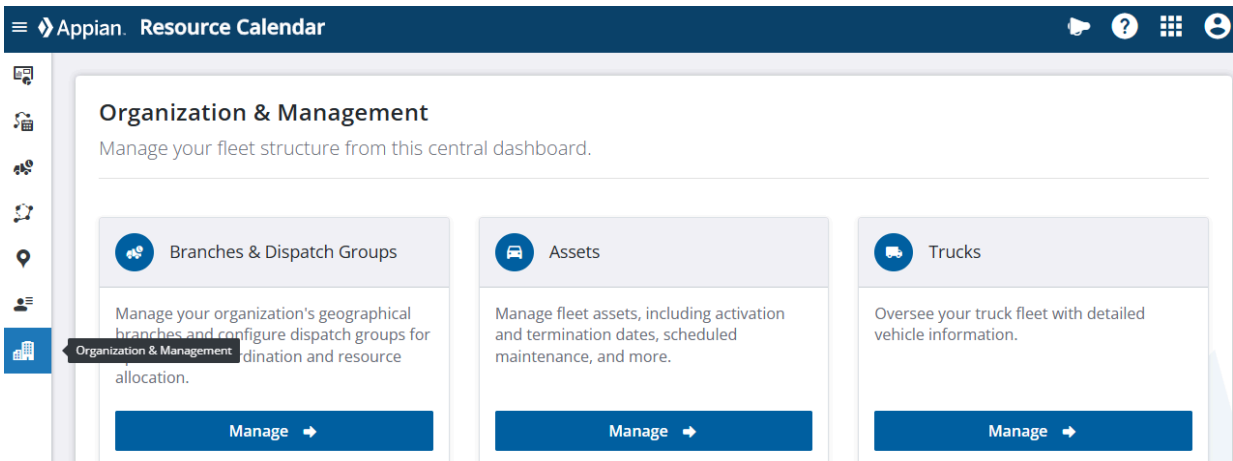 Appian. Resource Calendar
Organization & Management
Manage your fleet structure from this central dashboard.
Branches & Dispatch Groups
Manage your organization's geographical
branches and configure dispatch groups for
allocation.
Manage
Assets
Manage fleet assets, including activation
and termination dates, scheduled
maintenance, and more.
Manage
Trucks
Oversee your truck fleet with detailed
vehicle information.
Manage
Organization & Management
and resource